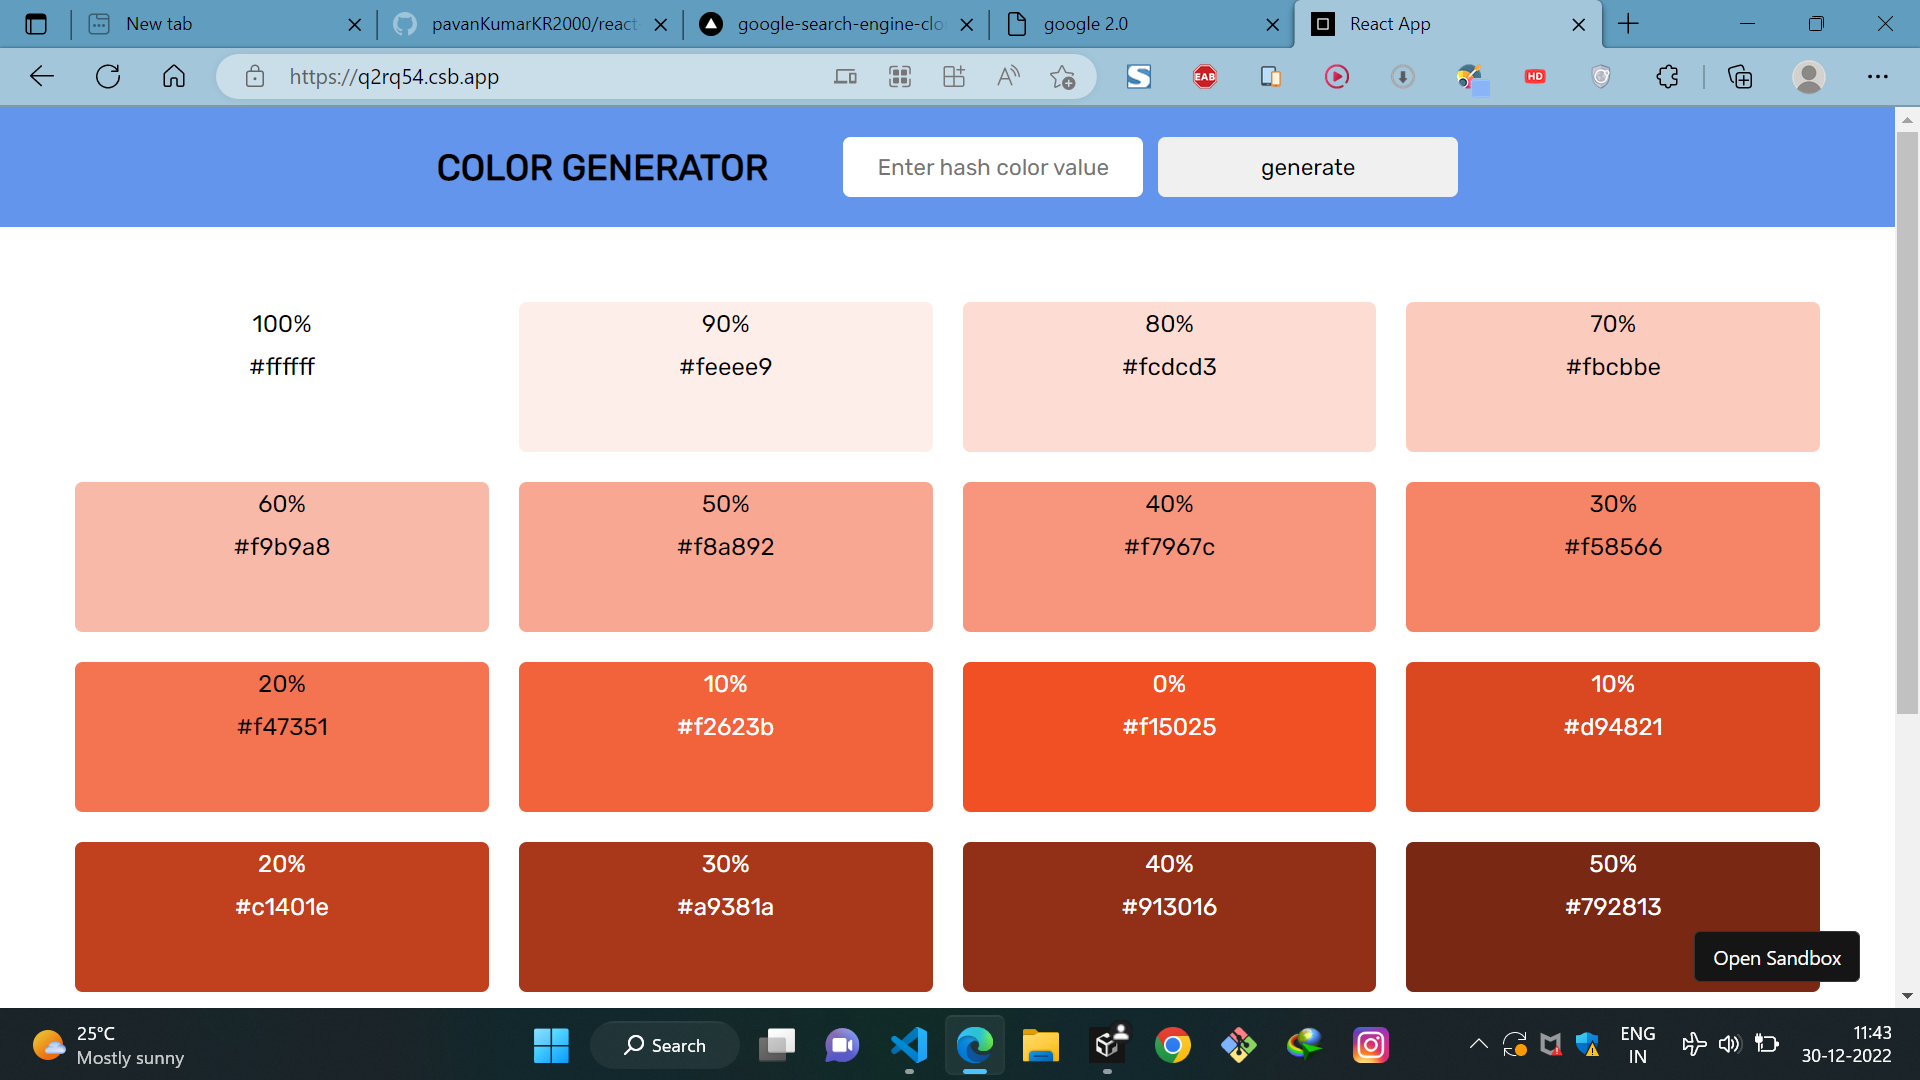 New tab
pavanKumarKR2000/react
google-search-engine-clo
google 2.0
React App
https://q2rq54.csb.app
EAB
HD
COLOR GENERATOR
Enter hash color value
generate
100%
#ffffff
90%
#feeee9
80%
#fcdcd3
70%
#fbcbbe
60%
#f9b9a8
50%
#f8a892
40%
#f7967c
30%
#f58566
20%
#f47351
10%
#f2623b
0%
#f15025
10%
#d94821
20%
#c1401e
30%
#a9381a
40%
#913016
50%
#792813
Open Sandbox
25°C
Mostly sunny
Search
ENG
IN
11:43
30-12-2022